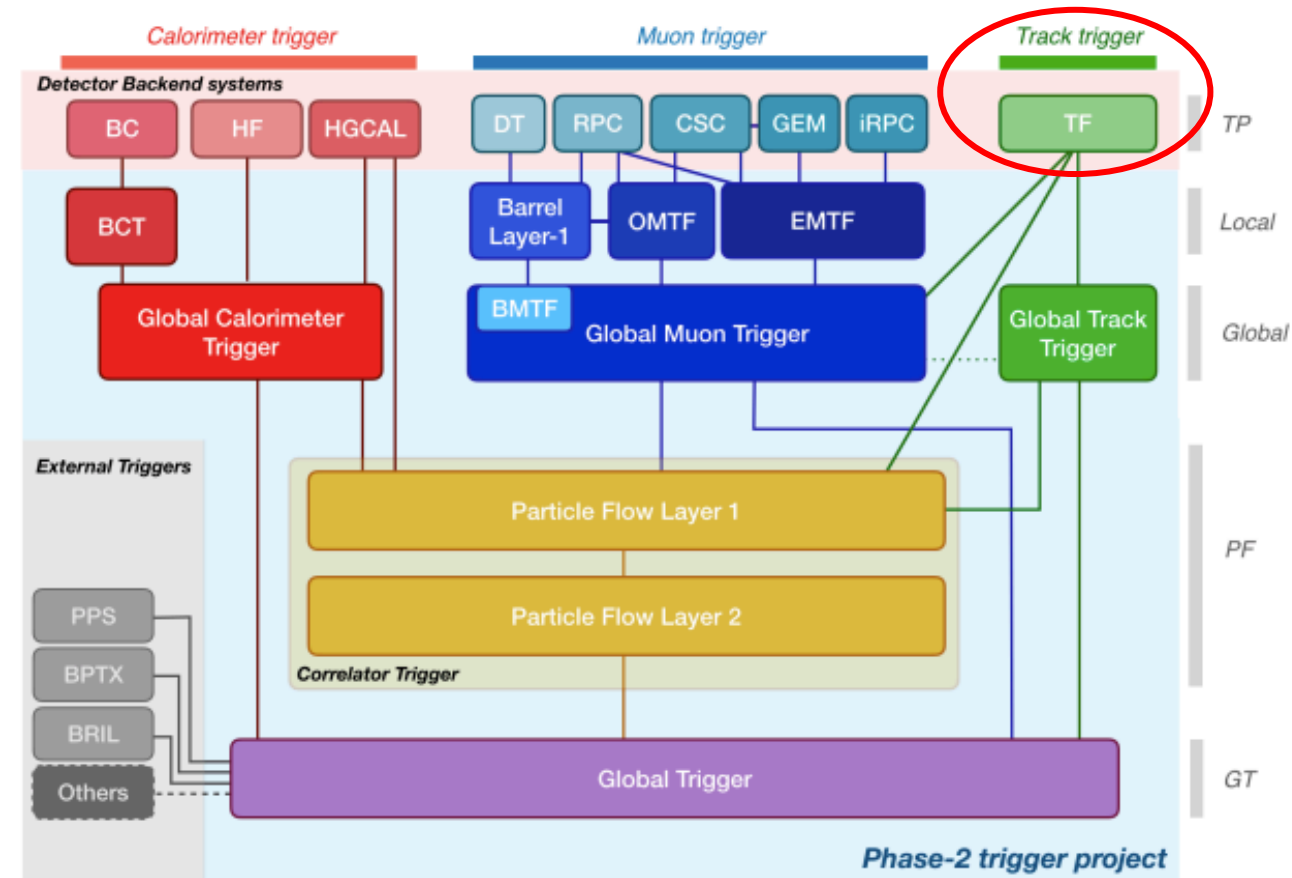 Calorimeter trigger
Muon trigger
Track trigger
Detector Backend systems
BC
HF
HGCAL
DT
RPC
CSC
GEM
iRPC
TF
TP
BCT
Barrel
Layer-1
OMTF
EMTF
Local
Global Calorimeter
Trigger
BMTF
Global Muon Trigger
Global Track
Trigger
Global
External Triggers
Particle Flow Layer 1
PF
Particle Flow Layer 2
Correlator Trigger
PPS
BPTX
BRIL
Others
Global Trigger
GT
Phase-2 trigger project